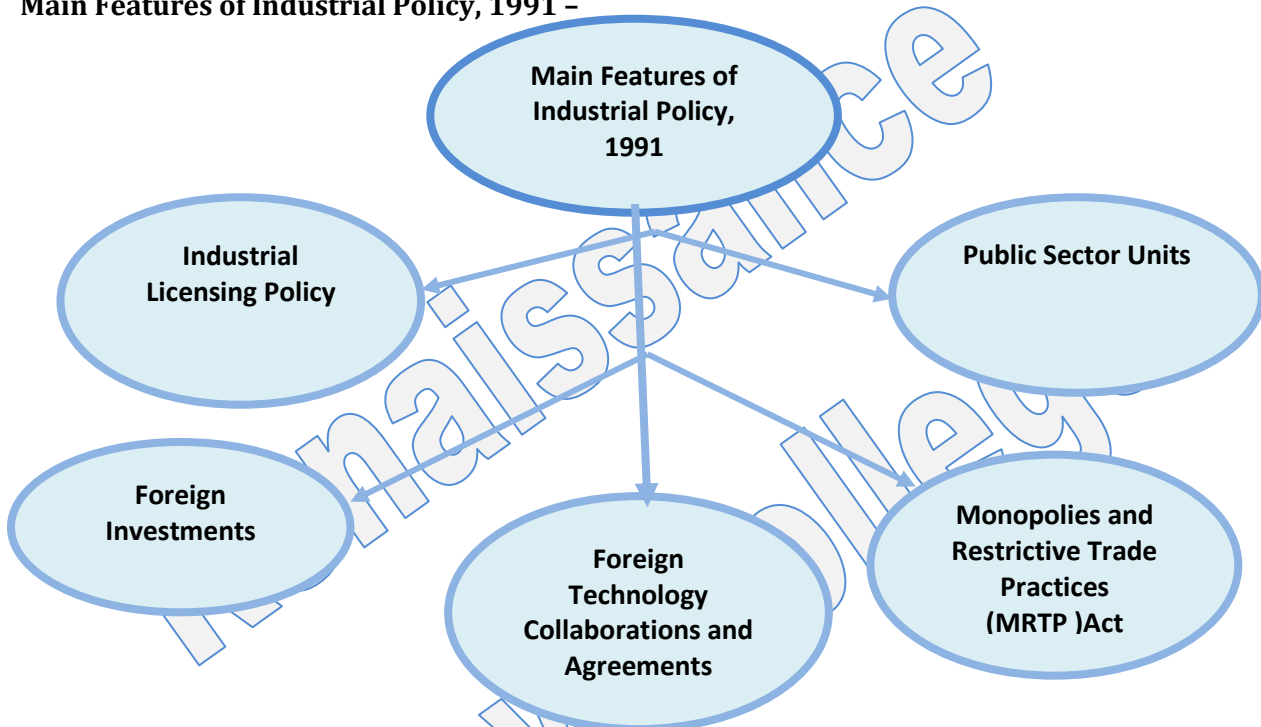 Main Features of Industrial Policy, 1991 –
Main Features of
Industrial Policy,
1991
Industrial
Licensing Policy
Public Sector Units
Foreign
Investments
Foreign
Technology
Collaborations and
Agreements
Monopolies and
Restrictive Trade
Practices
(MRTP )Act